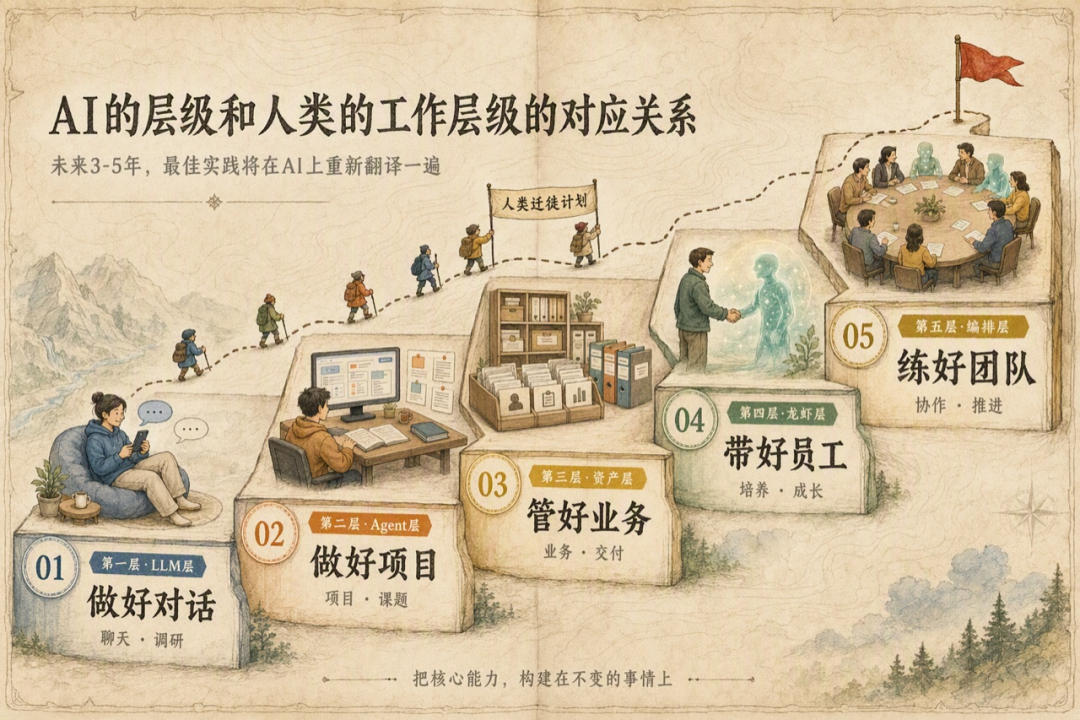 AI的层级和人类的工作层级的对应关系
未来3-5年，最佳实践将在AI上重新翻译一遍
人类迁徙计划
01
第一层·LLM层
做好对话
聊天 · 调研
02
第二层·Agent层
做好项目
项目 · 课题
03
第三层·资产层
管好业务
业务 · 交付
04
第四层·龙虾层
带好员工
培养 · 成长
05
第五层·编排层
练好团队
协作 · 推进
把核心能力，构建在不变的事情上